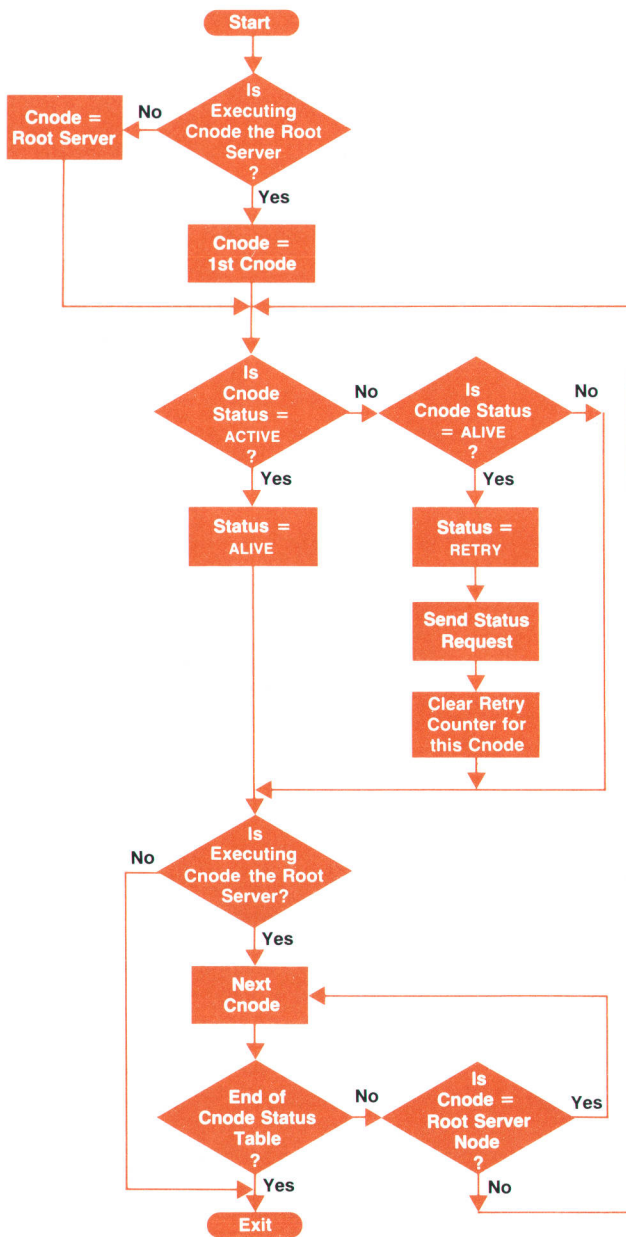 Start
Is
Executing
Cnode the Root
Server
?
No
Cnode =
Root Server
Yes
Cnode =
1st Cnode
Is
Cnode
Status =
ACTIVE
?
No
Is
Cnode Status
= ALIVE
?
No
Yes
Status =
ALIVE
Yes
Status =
RETRY
Send Status
Request
Clear Retry
Counter for
this Cnode
Is
Executing
Cnode the Root
Server?
No
Yes
Next
Cnode
End of
Cnode Status
Table
?
No
Is
Cnode =
Root Server
Node
?
Yes
No
Yes
Exit